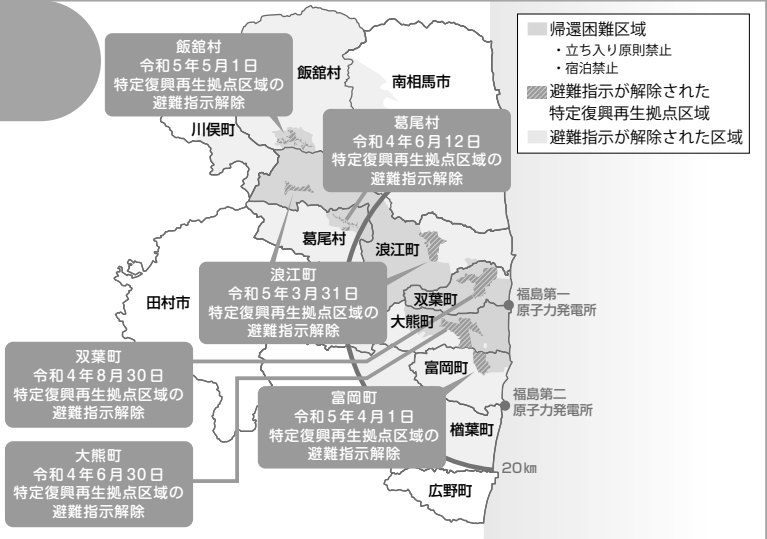 帰還困難区域
・立ち入り原則禁止
・宿泊禁止
避難指示が解除された
特定復興再生拠点区域
避難指示が解除された区域
飯舘村
令和5年5月1日
特定復興再生拠点区域の
避難指示解除
飯舘村
南相馬市
川俣町
葛尾村
令和4年6月12日
特定復興再生拠点区域の
避難指示解除
葛尾村
浪江町
浪江町
令和5年3月31日
特定復興再生拠点区域の
避難指示解除
田村市
双葉町
大熊町
福島第一
原子力発電所
双葉町
令和4年8月30日
特定復興再生拠点区域の
避難指示解除
富岡町
富岡町
令和5年4月1日
特定復興再生拠点区域の
避難指示解除
福島第二
原子力発電所
楢葉町
大熊町
令和4年6月30日
特定復興再生拠点区域の
避難指示解除
20㎞
広野町